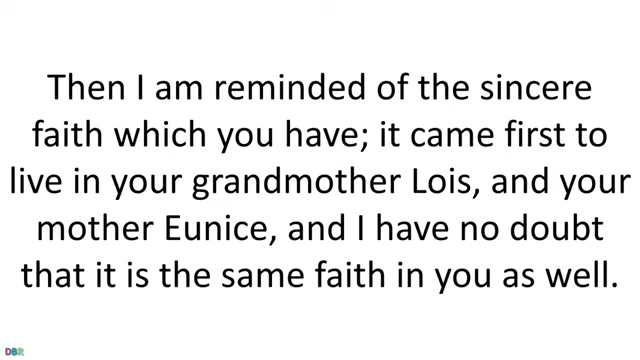 Then I am reminded of the sincere
faith which you have; it came first to
live in your grandmother Lois, and your
mother Eunice, and I have no doubt
that it is the same faith in you as well.
DBR